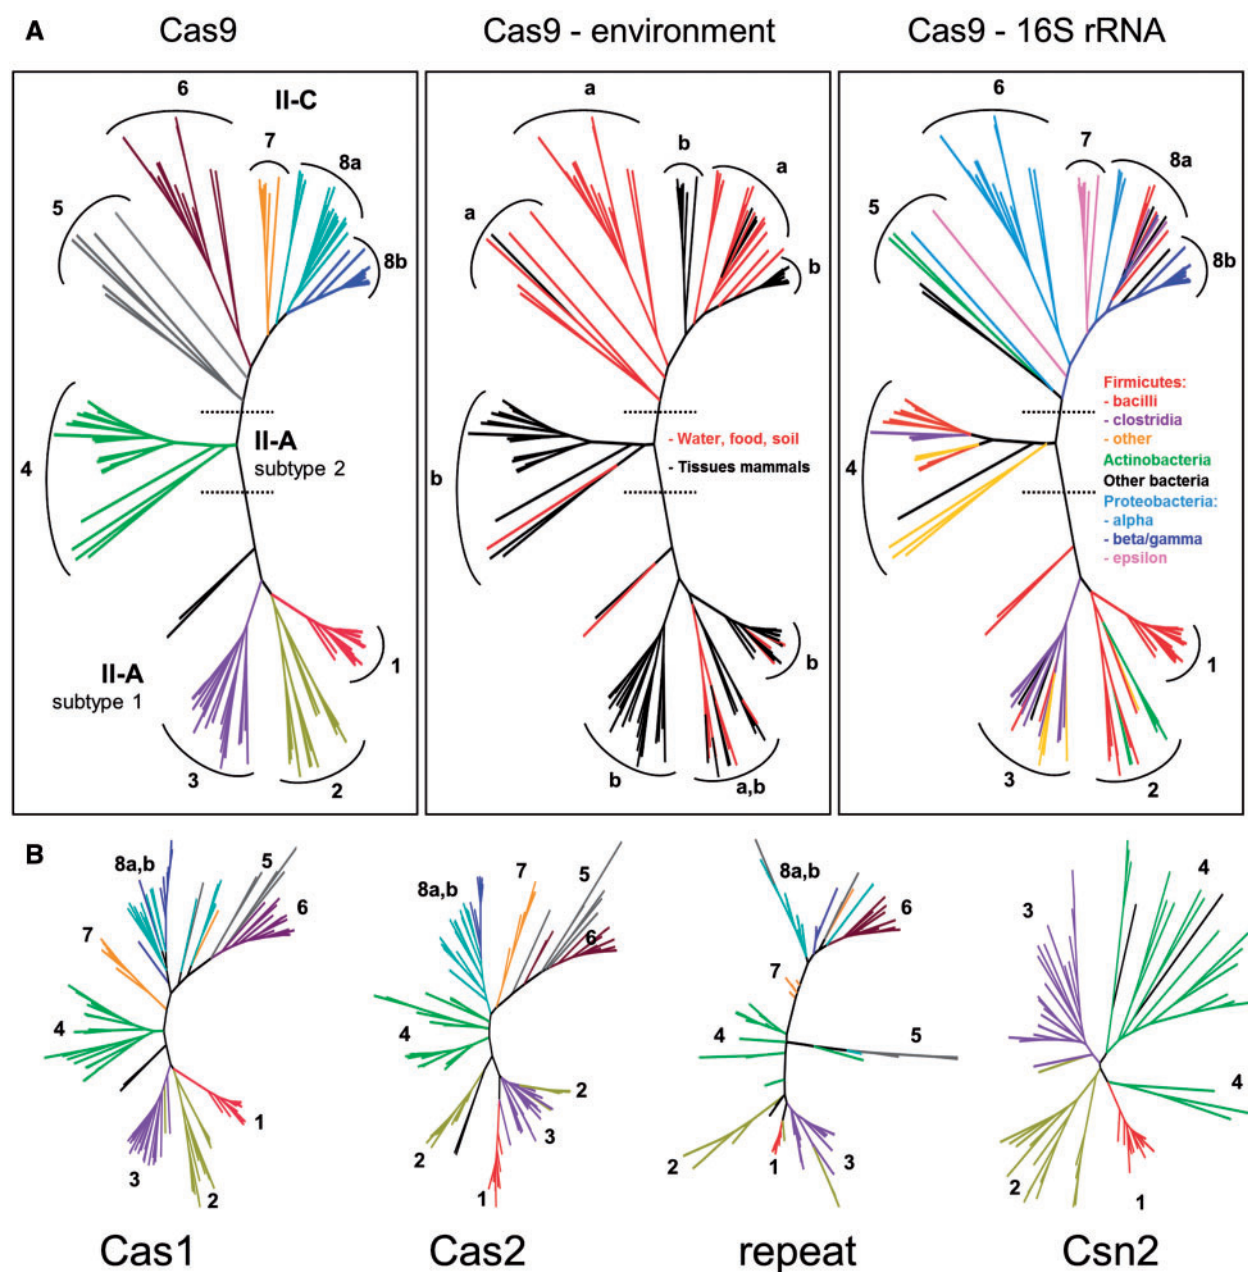 A
Cas9
Cas9 - environment
Cas9 - 16S rRNA
6
II-C
7
8a
5
8b
4
II-A
subtype 2
II-A
subtype 1
1
3
2
a
b
a
a
b
b
- Water, food, soil
- Tissues mammals
b
b
a,b
6
7
8a
5
8b
4
Firmicutes:
- bacilli
- clostridia
- other
Actinobacteria
Other bacteria
Proteobacteria:
- alpha
- beta/gamma
- epsilon
1
3
2
B
8a,b
5
6
7
4
1
3
2
8a,b
7
5
6
4
2
3
2
1
8a,b
6
7
4
5
2
1
3
3
4
4
2
1
Cas1
Cas2
repeat
Csn2